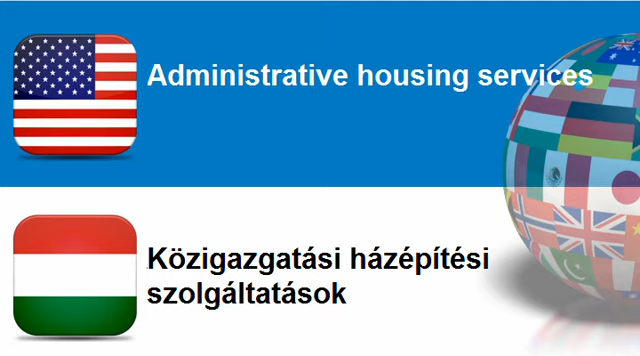 Administrative housing services
Közigazgatási házépítési
szolgáltatások